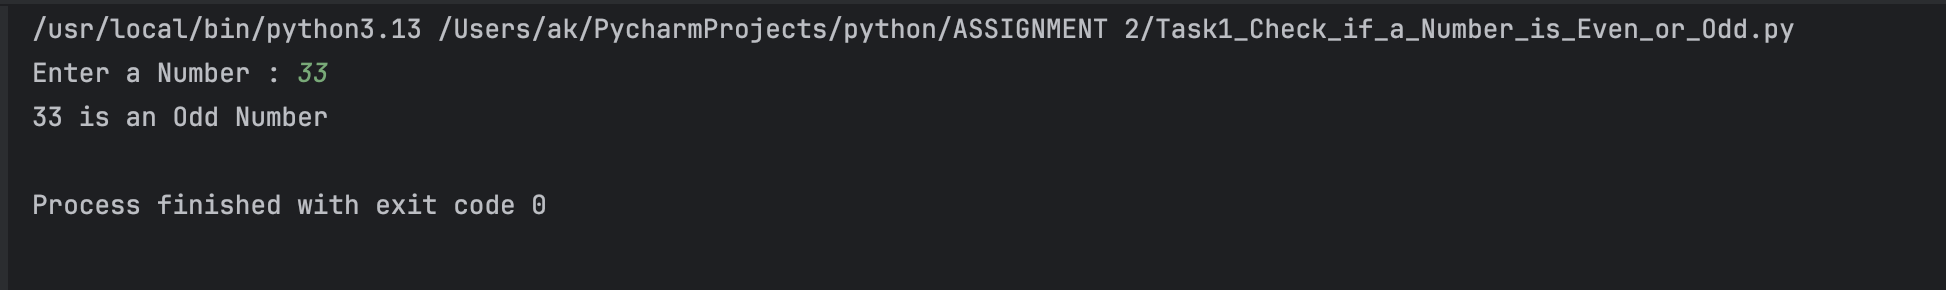 /usr/local/bin/python3.13 /Users/ak/PycharmProjects/python/ASSIGNMENT 2/Task1_Check_if_a_Number_is_Even_or_Odd.py
Enter a Number : 33
33 is an Odd Number
Process finished with exit code 0